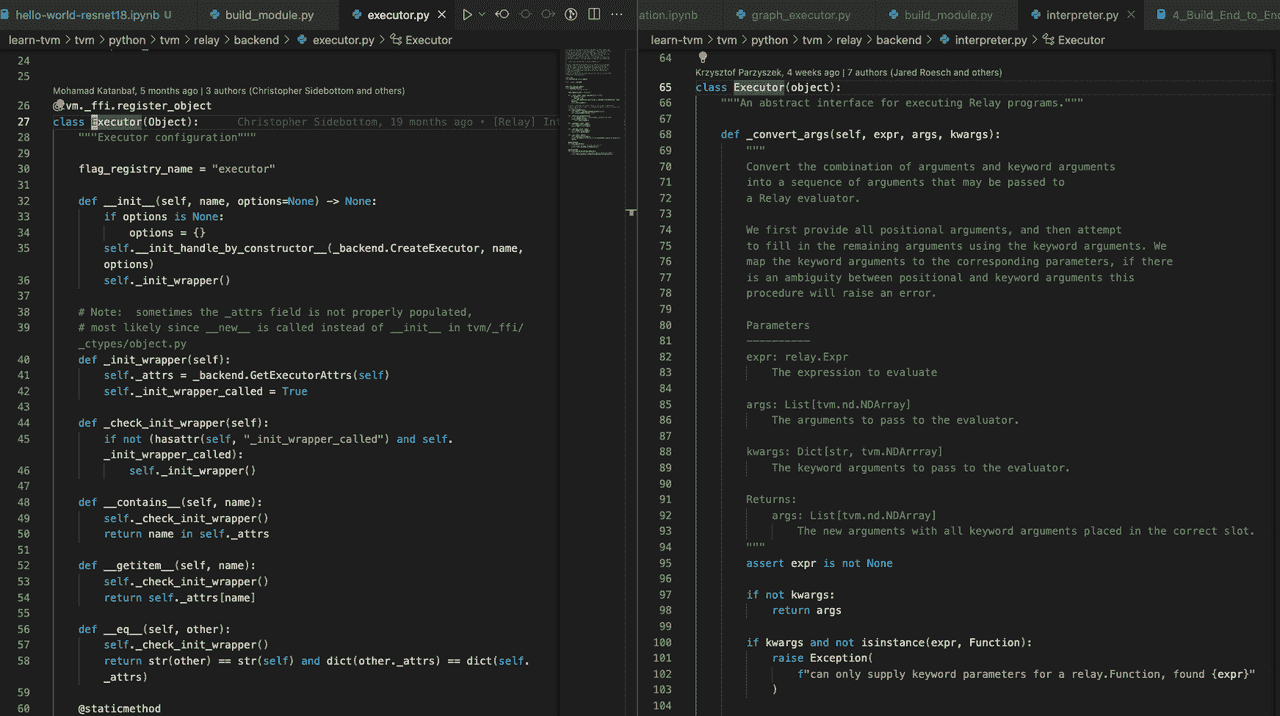 hello-world-resnet18.ipynb U
build_module.py
executor.py
learn-tvm > tvm > python > tvm > relay > backend > executor.py > Executor
24
25
Mohamad Katanbaf, 5 months ago | 3 authors (Christopher Sidebottom and others)
26 @tvm._ffi.register_object
27 class Executor(Object): Christopher Sidebottom, 19 months ago • [Relay] Int
28 """Executor configuration"""
29
30 flag_registry_name = "executor"
31
32 def __init__(self, name, options=None) -> None:
33 if options is None:
34 options = {}
35 self.__init_handle_by_constructor__(_backend.CreateExecutor, name,
options)
36 self._init_wrapper()
37
38 # Note: sometimes the _attrs field is not properly populated,
39 # most likely since __new__ is called instead of __init__ in tvm/_ffi/
_ctypes/object.py
40 def _init_wrapper(self):
41 self._attrs = _backend.GetExecutorAttrs(self)
42 self._init_wrapper_called = True
43
44 def _check_init_wrapper(self):
45 if not (hasattr(self, "_init_wrapper_called") and self.
_init_wrapper_called):
46 self._init_wrapper()
47
48 def __contains__(self, name):
49 self._check_init_wrapper()
50 return name in self._attrs
51
52 def __getitem__(self, name):
53 self._check_init_wrapper()
54 return self._attrs[name]
55
56 def __eq__(self, other):
57 self._check_init_wrapper()
58 return str(other) == str(self) and dict(other._attrs) == dict(self.
_attrs)
59
60 @staticmethod
ation.ipynb
graph_executor.py
build_module.py
interpreter.py
4_Build_End_to_End
learn-tvm > tvm > python > tvm > relay > backend > interpreter.py > Executor
64
Krzysztof Parzyszek, 4 weeks ago | 7 authors (Jared Roesch and others)
65 class Executor(object):
66 """An abstract interface for executing Relay programs."""
67
68 def _convert_args(self, expr, args, kwargs):
69 """
70 Convert the combination of arguments and keyword arguments
71 into a sequence of arguments that may be passed to
72 a Relay evaluator.
73
74 We first provide all positional arguments, and then attempt
75 to fill in the remaining arguments using the keyword arguments. We
76 map the keyword arguments to the corresponding parameters, if there
77 is an ambiguity between positional and keyword arguments this
78 procedure will raise an error.
79
80 Parameters
81 ----------
82 expr: relay.Expr
83 The expression to evaluate
84
85 args: List[tvm.nd.NDArray]
86 The arguments to pass to the evaluator.
87
88 kwargs: Dict[str, tvm.NDArrray]
89 The keyword arguments to pass to the evaluator.
90
91 Returns:
92 args: List[tvm.nd.NDArray]
93 The new arguments with all keyword arguments placed in the correct slot.
94 """
95 assert expr is not None
96
97 if not kwargs:
98 return args
99
100 if kwargs and not isinstance(expr, Function):
101 raise Exception(
102 f"can only supply keyword parameters for a relay.Function, found {expr}"
103 )
104